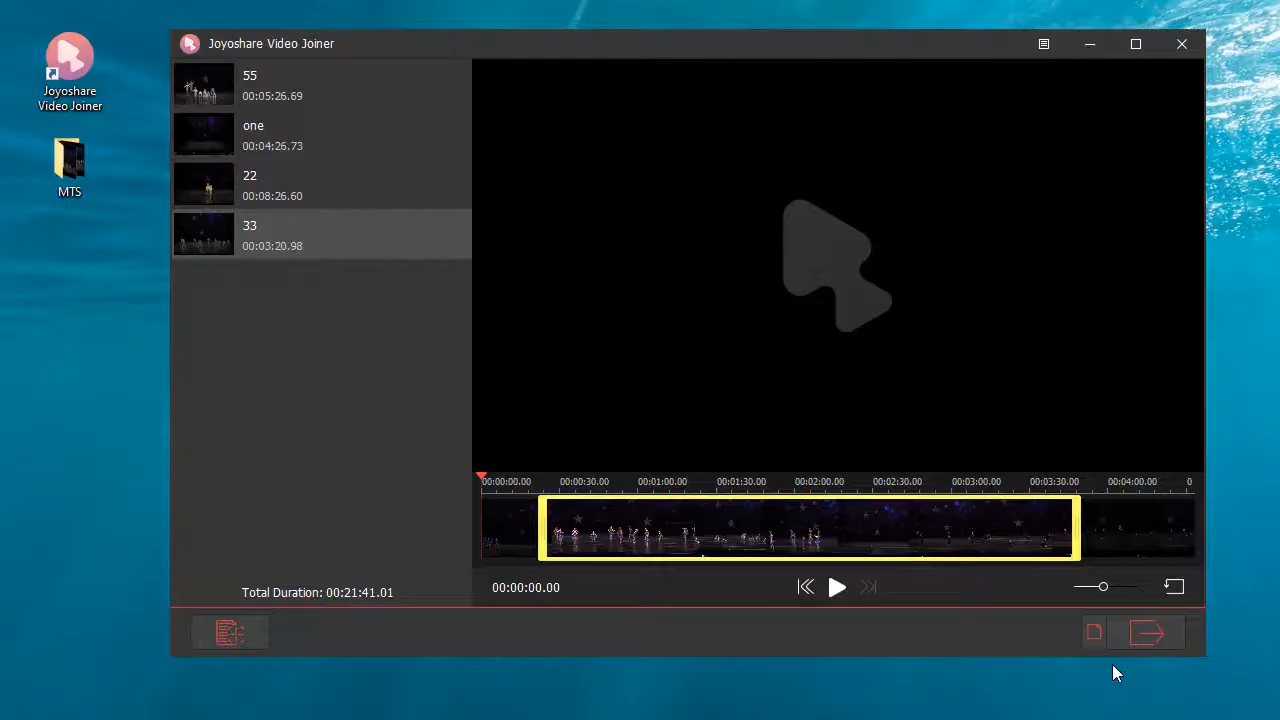 Joyoshare
Video Joiner
MTS
Joyoshare Video Joiner
55
00:05:26.69
one
00:04:26.73
22
00:08:26.60
33
00:03:20.98
Total Duration: 00:21:41.01
00:00:00.00 00:00:30.00 00:01:00.00 00:01:30.00 00:02:00.00 00:02:30.00 00:03:00.00 00:03:30.00 00:04:00.00 0
00:00:00.00